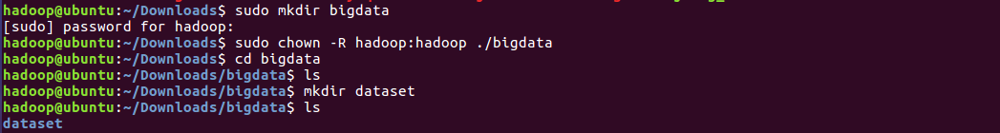 hadoop@ubuntu:~/Downloads$ sudo mkdir bigdata
[sudo] password for hadoop:
hadoop@ubuntu:~/Downloads$ sudo chown -R hadoop:hadoop ./bigdata
hadoop@ubuntu:~/Downloads$ cd bigdata
hadoop@ubuntu:~/Downloads/bigdata$ ls
hadoop@ubuntu:~/Downloads/bigdata$ mkdir dataset
hadoop@ubuntu:~/Downloads/bigdata$ ls
dataset